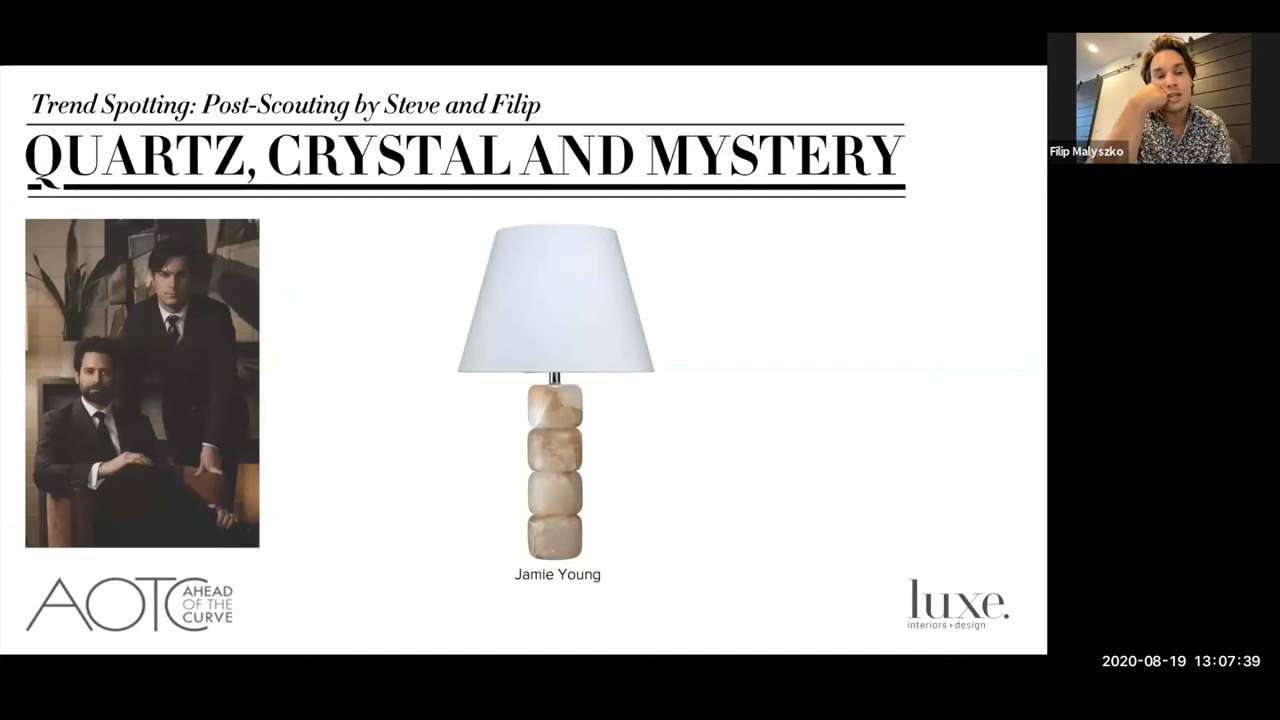 Trend Spotting: Post-Scouting by Steve and Filip
QUARTZ, CRYSTAL AND MYSTERY
Filip Malyszko
Jamie Young
AOTC AHEAD
OF THE
CURVE
luxe.
interiors+design
2020-08-19 13:07:39